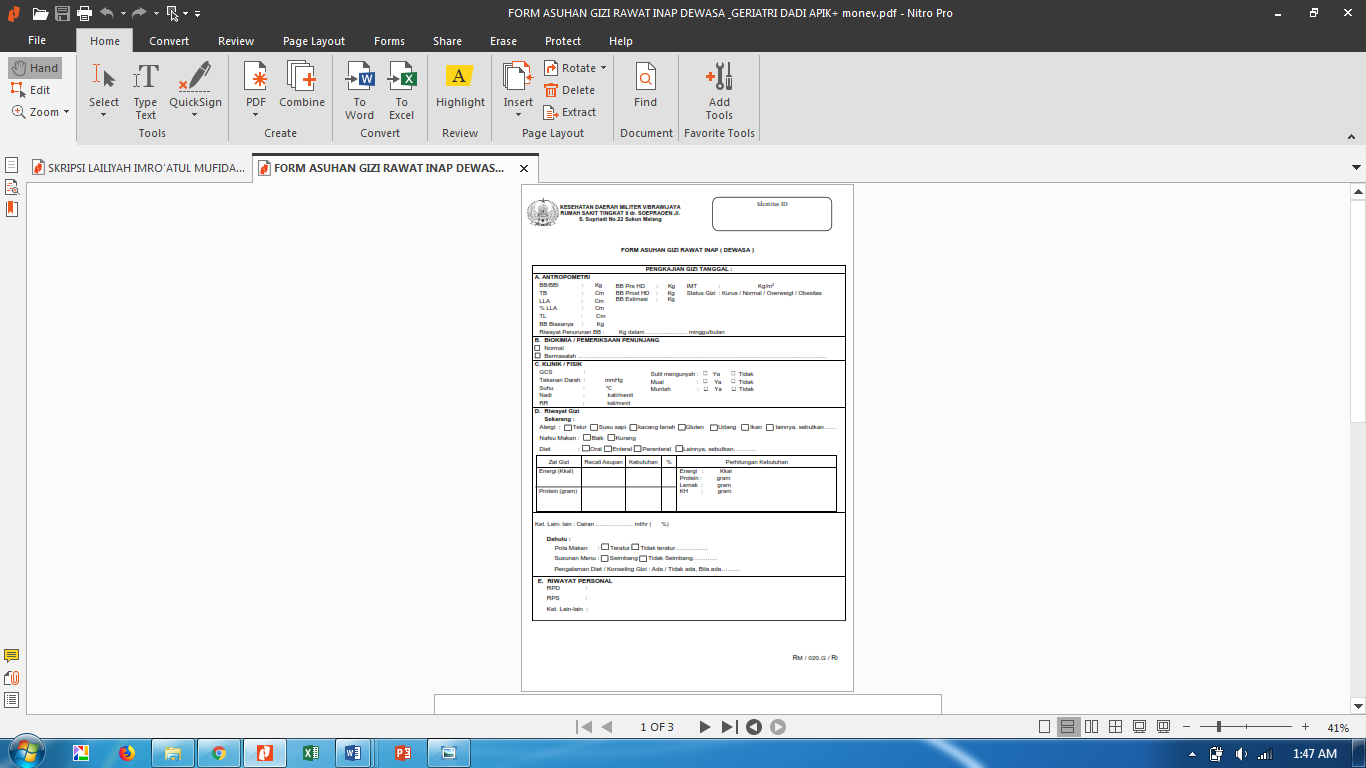 FORM ASUHAN GIZI RAWAT INAP DEWASA _GERIATRI DADI APIK+ monev.pdf - Nitro Pro
File Home Convert Review Page Layout Forms Share Erase Protect Help
Hand
Edit
Zoom
Select
Type Text
QuickSign
Tools
PDF
Combine
Create
To Word
To Excel
Convert
Highlight
Review
Insert
Rotate
Delete
Extract
Page Layout
Find
Document
Add Tools
Favorite Tools
SKRIPSI LAILIYAH IMRO'ATUL MUFIDA...
FORM ASUHAN GIZI RAWAT INAP DEWAS...
KESEHATAN DAERAH MILITER V/BRAWIJAYA
RUMAH SAKIT TINGKAT II dr. SOEPRAOEN Jl.
S. Supriadi No.22 Sukun Malang
Identitas ID
FORM ASUHAN GIZI RAWAT INAP ( DEWASA )
PENGKAJIAN GIZI TANGGAL :
A. ANTROPOMETRI
BB/BBI : Kg BB Pre HD : Kg IMT : Kg/m²
TB : Cm BB Prost HD : Kg Status Gizi : Kurus / Normal / Overweigt / Obesitas
LLA : Cm BB Estimasi : Kg
% LLA : Cm
TL : Cm
BB Biasanya : Kg
Riwayat Penurunan BB : Kg dalam ………………… minggu/bulan
B. BIOKIMIA / PEMERIKSAAN PENUNJANG
Normal
Bermasalah ……………………………………………………
C. KLINIK / FISIK
GCS :
Tekanan Darah : mmHg
Suhu : °C
Nadi : kali/menit
RR : kali/menit
Sulit mengunyah : Ya Tidak
Mual : Ya Tidak
Muntah : Ya Tidak
D. Riwayat Gizi
Sekarang :
Alergi : Telur Susu sapi kacang tanah Gluten Udang Ikan lainnya, sebutkan……
Nafsu Makan : Baik Kurang
Diet : Oral Enteral Parenteral Lainnya, sebutkan…………
Zat Gizi Recall Asupan Kebutuhan % Perhitungan Kebutuhan
Energi (Kkal)
Protein (gram)
Energi : Kkal
Protein : gram
Lemak : gram
KH : gram
Ket. Lain- lain : Cairan ……………… ml/hr ( %)
Dahulu :
Pola Makan : Teratur Tidak teratur……………
Susunan Menu : Seimbang Tidak Seimbang…………
Pengalaman Diet / Konseling Gizi : Ada / Tidak ada, Bila ada………
E. RIWAYAT PERSONAL
RPD :
RPS :
Ket. Lain-lain :
RM / 020.G / RI
1 OF 3
41%
1:47 AM